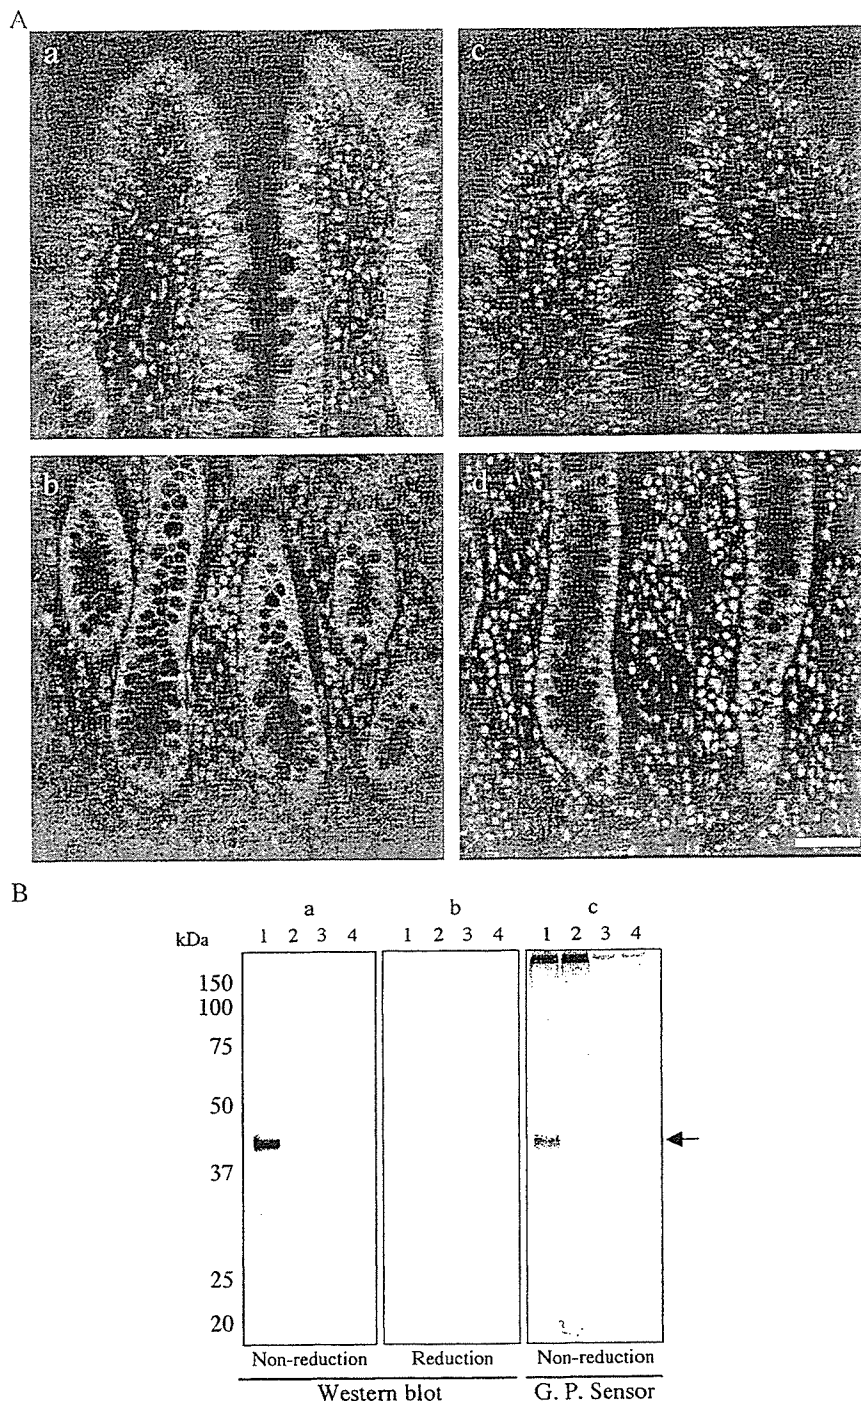 A
a
c
b
d
B
a b c
kDa 1 2 3 4 1 2 3 4 1 2 3 4
150
100
75
50
37
25
20
Non-reduction Reduction Non-reduction
Western blot G. P. Sensor